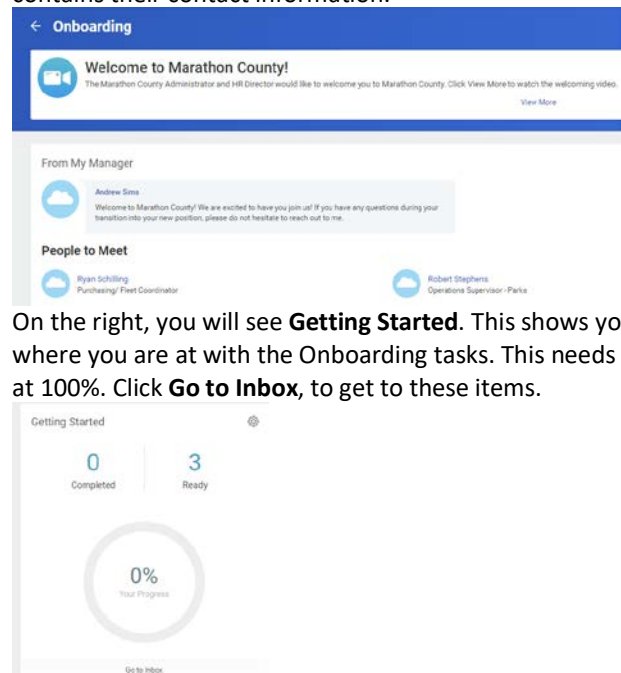 contains their contact information.
← Onboarding
Welcome to Marathon County!
The Marathon County Administrator and HR Director would like to welcome you to Marathon County. Click View More to watch the welcoming video.
View More
From My Manager
Andrew Sims
Welcome to Marathon County! We are excited to have you join us! If you have any questions during your
transition into your new position, please do not hesitate to reach out to me.
People to Meet
Ryan Schilling
Purchasing/ Fleet Coordinator
Robert Stephens
Operations Supervisor - Parks
On the right, you will see Getting Started. This shows yo
where you are at with the Onboarding tasks. This needs
at 100%. Click Go to Inbox, to get to these items.
Getting Started
0
Completed
3
Ready
0%
Your Progress
Go to Inbox